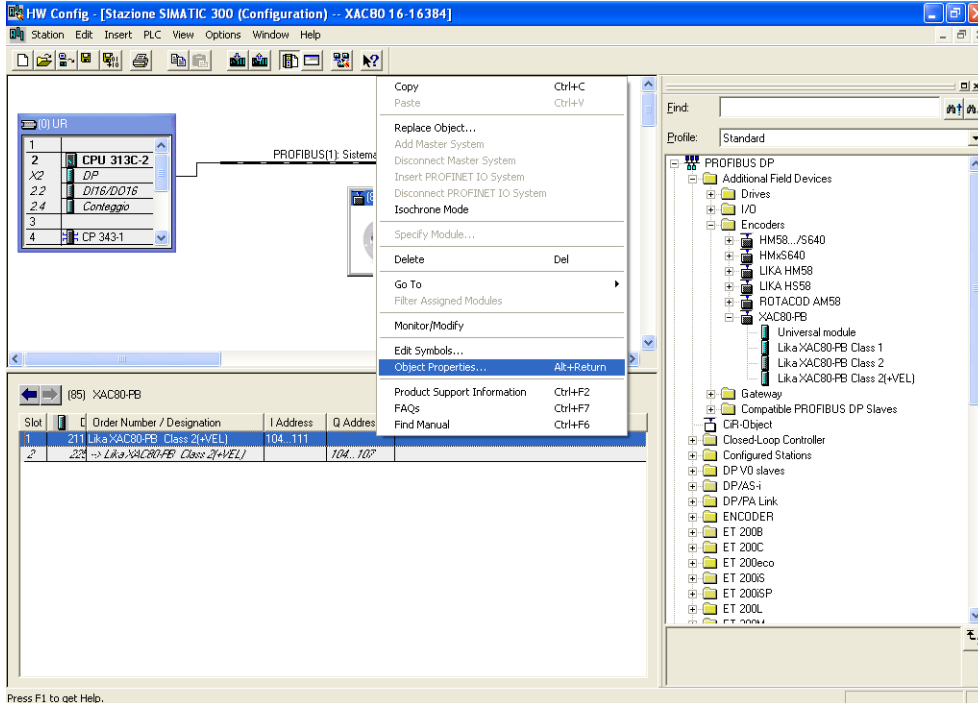 HW Config - [Stazione SIMATIC 300 (Configuration) -- XAC80 16-16384]
Station Edit Insert PLC View Options Window Help
(0) UR
1
2 CPU 313C-2
X2 DP
2.2 DI16/DO16
2.4 Conteggio
3
4 CP 343-1
PROFIBUS(1): Sistema
Copy Ctrl+C
Paste Ctrl+V
Replace Object...
Add Master System
Disconnect Master System
Insert PROFINET IO System
Disconnect PROFINET IO System
Isochrone Mode
Specify Module...
Delete Del
Go To
Filter Assigned Modules
Monitor/Modify
Edit Symbols...
Object Properties... Alt+Return
Product Support Information Ctrl+F2
FAQs Ctrl+F7
Find Manual Ctrl+F6
(85) XAC80-PB
Slot D Order Number / Designation I Address Q Addres
1 211 Lika XAC80-PB Class 2(+VEL) 104...111
2 225 --> Lika XAC80-PB Class 2(+VEL) 104...107
Find:
Profile: Standard
PROFIBUS DP
Additional Field Devices
Drives
I/O
Encoders
HM58.../S640
HMxS640
LIKA HM58
LIKA HS58
ROTACOD AM58
XAC80-PB
Universal module
Lika XAC80-PB Class 1
Lika XAC80-PB Class 2
Lika XAC80-PB Class 2(+VEL)
Gateway
Compatible PROFIBUS DP Slaves
CiR-Object
Closed-Loop Controller
Configured Stations
DP V0 slaves
DP/AS-i
DP/PA Link
ENCODER
ET 200B
ET 200C
ET 200eco
ET 200iS
ET 200iSP
ET 200L
ET 200M
Press F1 to get Help.